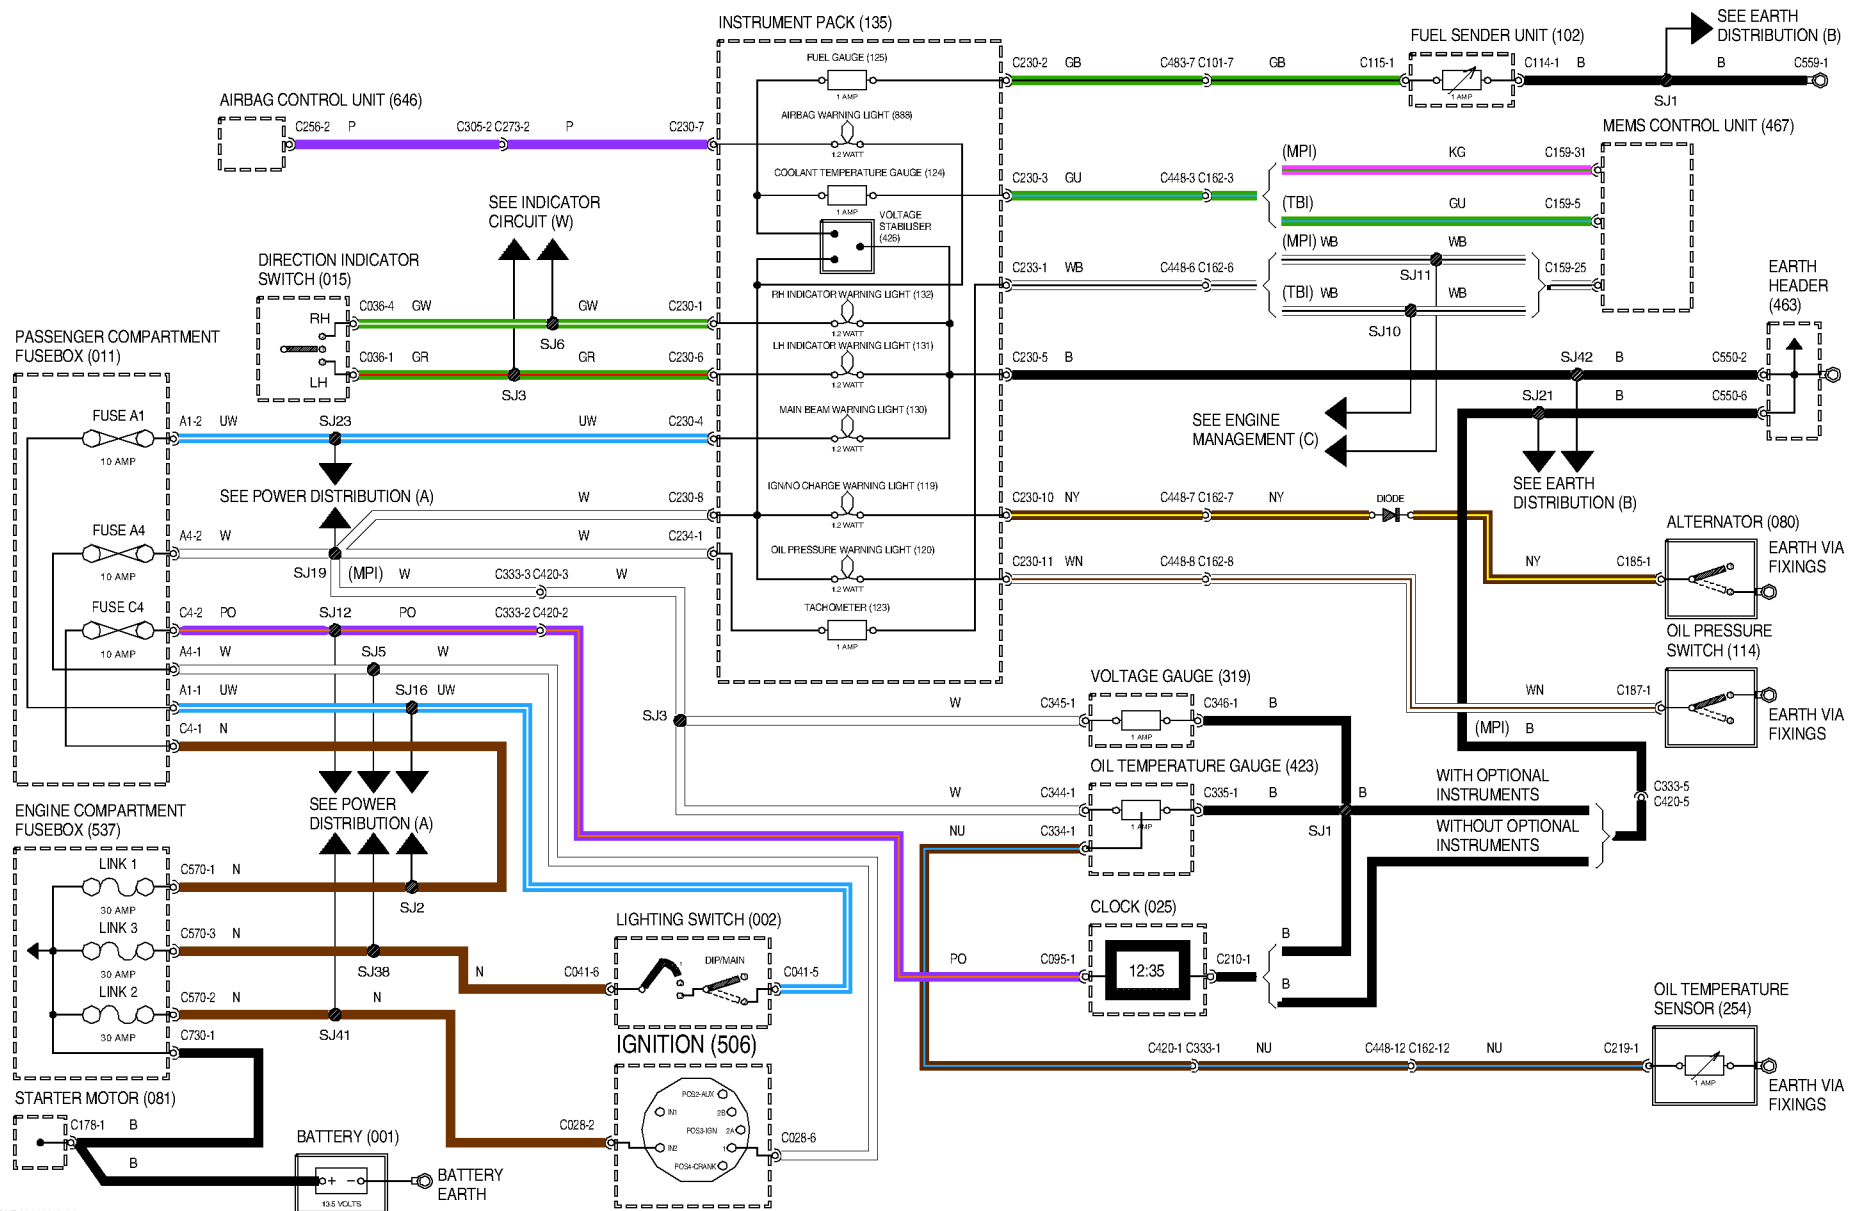 INSTRUMENT PACK (135)
SEE EARTH
DISTRIBUTION (B)
FUEL SENDER UNIT (102)
FUEL GAUGE (125)
1 AMP
C230-2 GB C483-7 C101-7 GB C115-1
1 AMP
C114-1 B B C559-1
SJ1
AIRBAG CONTROL UNIT (646)
C256-2 P C305-2 C273-2 P C230-7
AIRBAG WARNING LIGHT (888)
1.2 WATT
MEMS CONTROL UNIT (467)
(MPI) KG C159-31
COOLANT TEMPERATURE GAUGE (124)
1 AMP
C230-3 GU C448-3 C162-3
(TBI) GU C159-5
SEE INDICATOR
CIRCUIT (W)
VOLTAGE
STABILISER
(426)
(MPI) WB WB
SJ11
C233-1 WB C448-6 C162-6
C159-25
(TBI) WB WB
SJ10
EARTH
HEADER
(463)
DIRECTION INDICATOR
SWITCH (015)
RH
LH
C036-4 GW GW C230-1
SJ6
RH INDICATOR WARNING LIGHT (132)
1.2 WATT
C036-1 GR GR C230-6
SJ3
LH INDICATOR WARNING LIGHT (131)
1.2 WATT
C230-5 B SJ42 B C550-2
SJ21 B C550-6
SEE ENGINE
MANAGEMENT (C)
SEE EARTH
DISTRIBUTION (B)
PASSENGER COMPARTMENT
FUSEBOX (011)
FUSE A1
10 AMP
A1-2 UW SJ23 UW C230-4
MAIN BEAM WARNING LIGHT (130)
1.2 WATT
SEE POWER DISTRIBUTION (A)
W C230-8
IGN/NO CHARGE WARNING LIGHT (119)
1.2 WATT
C230-10 NY C448-7 C162-7 NY DIODE
ALTERNATOR (080)
EARTH VIA
FIXINGS
NY C185-1
FUSE A4
10 AMP
A4-2 W W C234-1
SJ19 (MPI) W C333-3 C420-3 W
OIL PRESSURE WARNING LIGHT (120)
1.2 WATT
C230-11 WN C448-8 C162-8
FUSE C4
10 AMP
C4-2 PO SJ12 PO C333-2 C420-2
TACHOMETER (123)
1 AMP
OIL PRESSURE
SWITCH (114)
WN C187-1
EARTH VIA
FIXINGS
A4-1 W SJ5 W
A1-1 UW SJ16 UW
C4-1 N
SJ3
VOLTAGE GAUGE (319)
W C345-1
1 AMP
C346-1 B
(MPI) B
OIL TEMPERATURE GAUGE (423)
W C344-1
1 AMP
C335-1 B B
SJ1
NU C334-1
WITH OPTIONAL
INSTRUMENTS
WITHOUT OPTIONAL
INSTRUMENTS
C333-5
C420-5
SEE POWER
DISTRIBUTION (A)
ENGINE COMPARTMENT
FUSEBOX (537)
LINK 1
30 AMP
C570-1 N
SJ2
LINK 3
30 AMP
C570-3 N
SJ38
N C041-6
LINK 2
30 AMP
C570-2 N N
SJ41
C730-1
LIGHTING SWITCH (002)
DIP/MAIN
C041-5
CLOCK (025)
12:35
PO C095-1
C210-1
B
B
OIL TEMPERATURE
SENSOR (254)
1 AMP
C420-1 C333-1 NU C448-12 C162-12 NU C219-1
EARTH VIA
FIXINGS
IGNITION (506)
POS2-AUX
IN1
2B
POS3-IGN 2A
IN2
1
POS4-CRANK
C028-2
C028-6
STARTER MOTOR (081)
C178-1 B
B
BATTERY (001)
+ −
13.5 VOLTS
BATTERY
EARTH